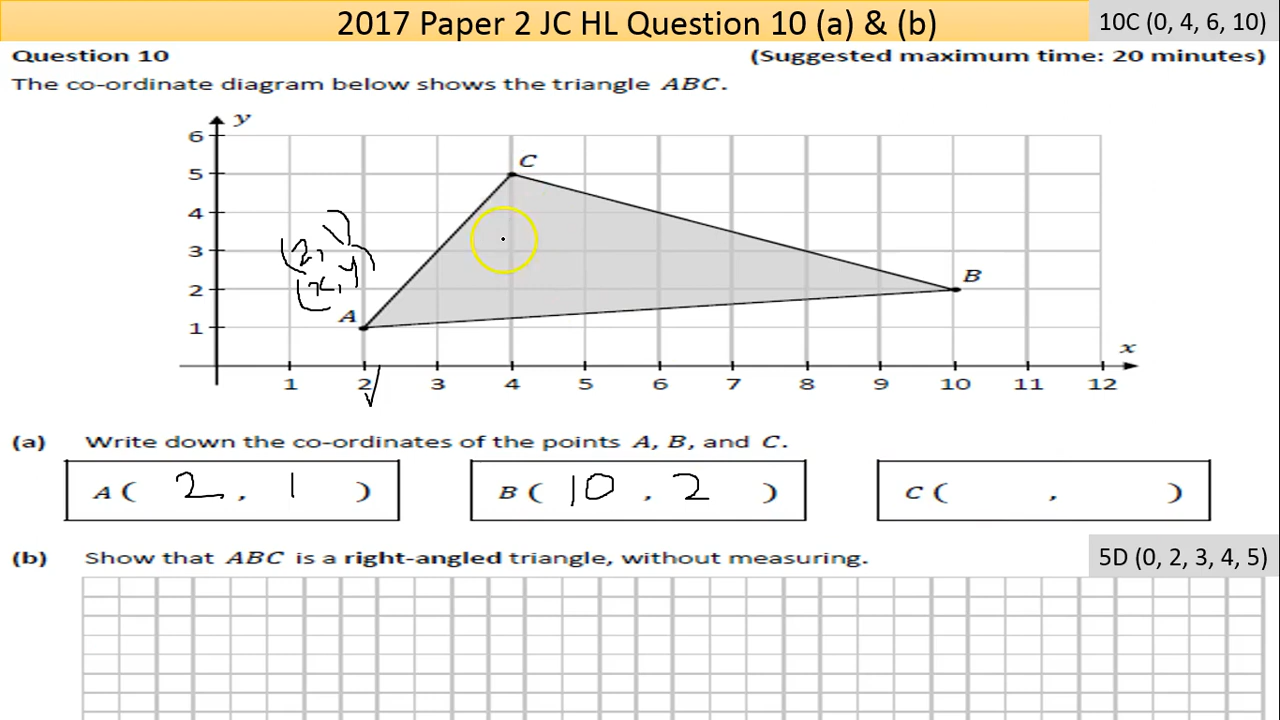 2017 Paper 2 JC HL Question 10 (a) & (b)
10C (0, 4, 6, 10)
Question 10
(Suggested maximum time: 20 minutes)
The co-ordinate diagram below shows the triangle ABC.
y
6
5
4
3
2
1
C
B
A
(2,
(x, y)
x
1 2 3 4 5 6 7 8 9 10 11 12
(a) Write down the co-ordinates of the points A, B, and C.
A ( 2 , 1 )
B ( 10 , 2 )
C ( , )
(b) Show that ABC is a right-angled triangle, without measuring.
5D (0, 2, 3, 4, 5)